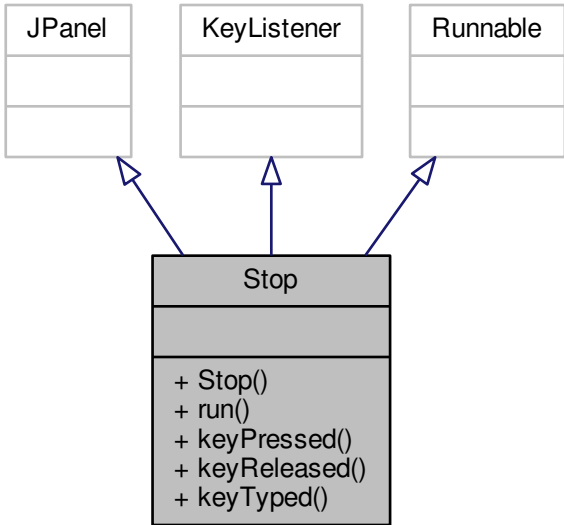 JPanel
KeyListener
Runnable
Stop
+ Stop()
+ run()
+ keyPressed()
+ keyReleased()
+ keyTyped()